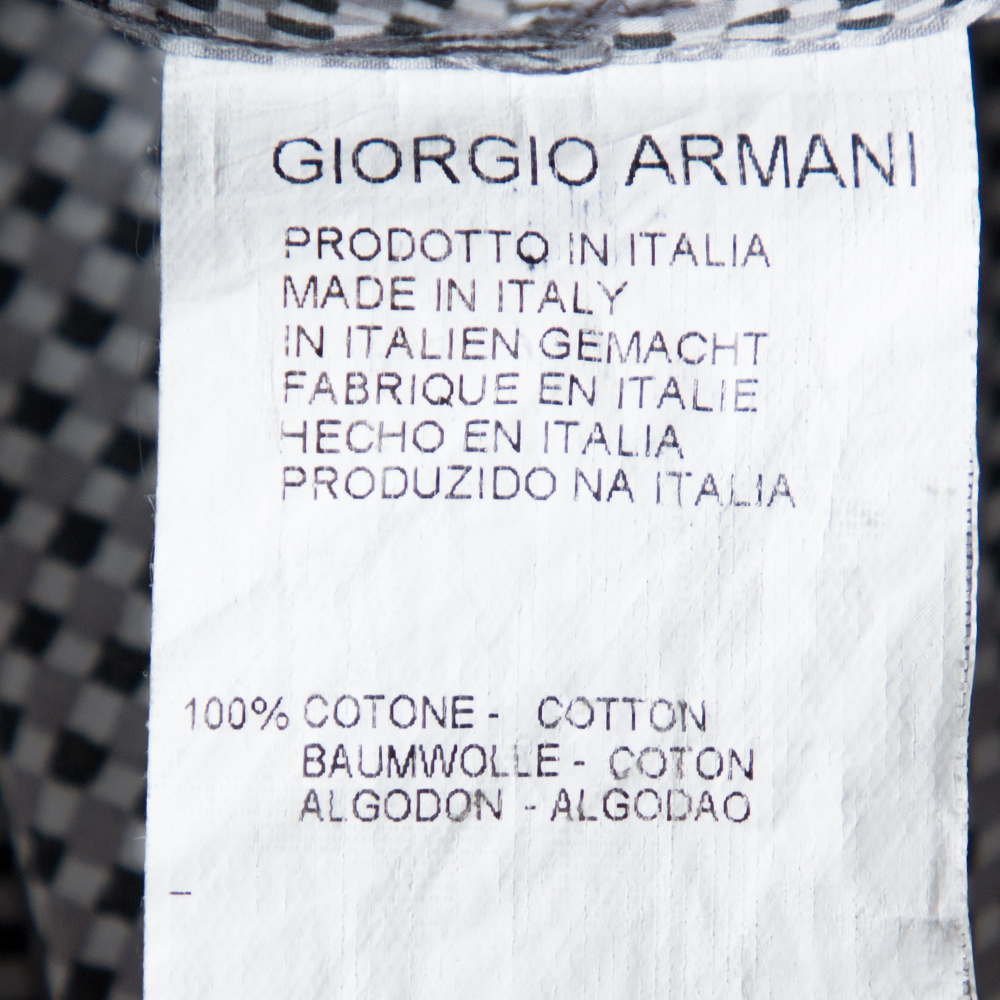 GIORGIO ARMANI
PRODOTTO IN ITALIA
MADE IN ITALY
IN ITALIEN GEMACHT
FABRIQUE EN ITALIE
HECHO EN ITALIA
PRODUZIDO NA ITALIA
100% COTONE - COTTON
BAUMWOLLE - COTON
ALGODON - ALGODAO
–